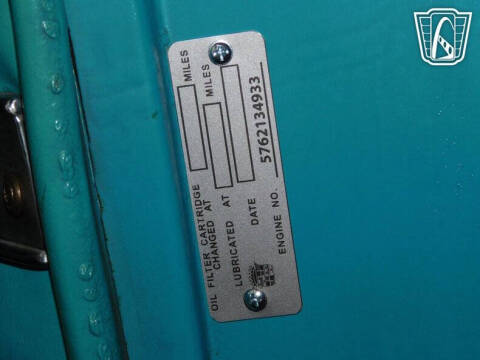 OIL FILTER CARTRIDGE
CHANGED AT MILES
LUBRICATED AT MILES
DATE
ENGINE NO. 5762134933